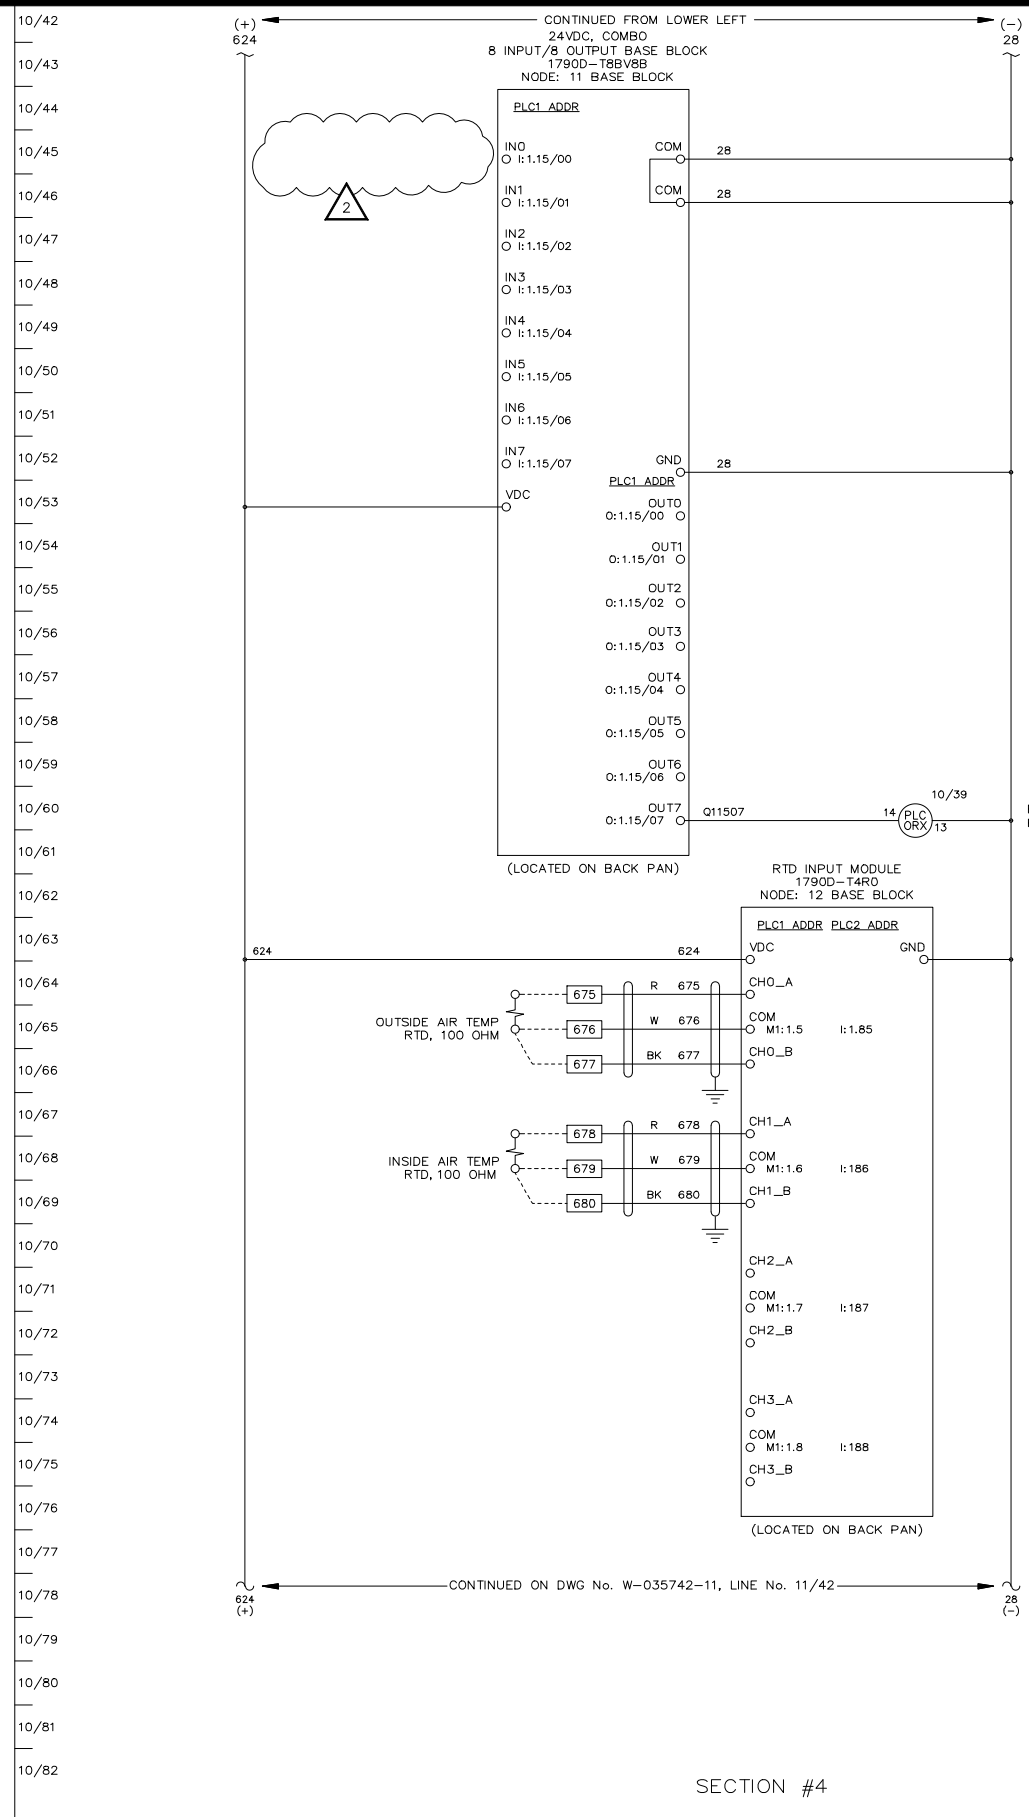 10/42
10/43
10/44
10/45
10/46
10/47
10/48
10/49
10/50
10/51
10/52
10/53
10/54
10/55
10/56
10/57
10/58
10/59
10/60
10/61
10/62
10/63
10/64
10/65
10/66
10/67
10/68
10/69
10/70
10/71
10/72
10/73
10/74
10/75
10/76
10/77
10/78
10/79
10/80
10/81
10/82
(+)
624
CONTINUED FROM LOWER LEFT
(-)
28
24VDC, COMBO
8 INPUT/8 OUTPUT BASE BLOCK
1790D-T8BV8B
NODE: 11 BASE BLOCK
PLC1 ADDR
2
IN0
I:1.15/00
IN1
I:1.15/01
IN2
I:1.15/02
IN3
I:1.15/03
IN4
I:1.15/04
IN5
I:1.15/05
IN6
I:1.15/06
IN7
I:1.15/07
VDC
COM 28
COM 28
GND 28
PLC1 ADDR
OUT0
O:1.15/00
OUT1
O:1.15/01
OUT2
O:1.15/02
OUT3
O:1.15/03
OUT4
O:1.15/04
OUT5
O:1.15/05
OUT6
O:1.15/06
OUT7
O:1.15/07
Q11507
14
PLC
ORX
13
10/39
(LOCATED ON BACK PAN)
RTD INPUT MODULE
1790D-T4R0
NODE: 12 BASE BLOCK
PLC1 ADDR PLC2 ADDR
624 624 VDC GND
675 R 675 CH0_A
OUTSIDE AIR TEMP
RTD, 100 OHM
676 W 676 COM
M1:1.5 I:1.85
677 BK 677 CH0_B
678 R 678 CH1_A
INSIDE AIR TEMP
RTD, 100 OHM
679 W 679 COM
M1:1.6 I:186
680 BK 680 CH1_B
CH2_A
COM
M1:1.7 I:187
CH2_B
CH3_A
COM
M1:1.8 I:188
CH3_B
(LOCATED ON BACK PAN)
624
(+)
CONTINUED ON DWG No. W-035742-11, LINE No. 11/42
28
(-)
SECTION #4